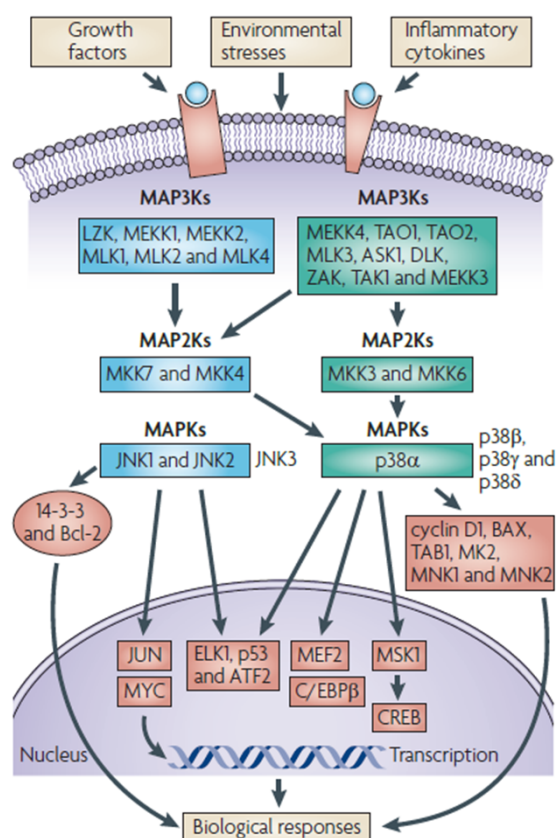 Growth
factors
Environmental
stresses
Inflammatory
cytokines
MAP3Ks
LZK, MEKK1, MEKK2,
MLK1, MLK2 and MLK4
MAP3Ks
MEKK4, TAO1, TAO2,
MLK3, ASK1, DLK,
ZAK, TAK1 and MEKK3
MAP2Ks
MKK7 and MKK4
MAP2Ks
MKK3 and MKK6
MAPKs
JNK1 and JNK2
JNK3
MAPKs
p38α
p38β,
p38γ and
p38δ
14-3-3
and Bcl-2
cyclin D1, BAX,
TAB1, MK2,
MNK1 and MNK2
JUN
MYC
ELK1, p53
and ATF2
MEF2
C/EBPβ
MSK1
CREB
Nucleus
Transcription
Biological responses